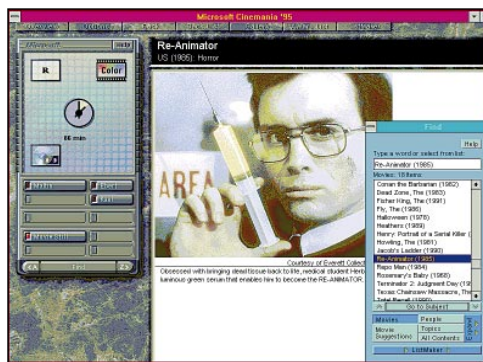 Microsoft Cinemania '95
Re-Animator
US (1985): Horror
Help
R
Color
86 min
AREA
Courtesy of Everett Collect
Obsessed with bringing dead tissue back to life, medical student Herb
luminous green serum that enables him to become the RE-ANIMATOR.
Find
Help
Type a word or select from list:
Re-Animator (1985)
Movies: 18 Items
Conan the Barbarian (1982)
Dead Zone, The (1983)
Fisher King, The (1991)
Fly, The (1986)
Halloween (1978)
Heathers (1989)
Henry: Portrait of a Serial Killer (
Howling, The (1981)
Jacob's Ladder (1990)
Re-Animator (1985)
Repo Man (1984)
Rosemary's Baby (1968)
Terminator 2: Judgment Day (1
Texas Chainsaw Massacre, The
Total Recall (1990)
Go to Subject
Movies
People
Movie Suggestions
Topics
All Contents
ListMaker
Find